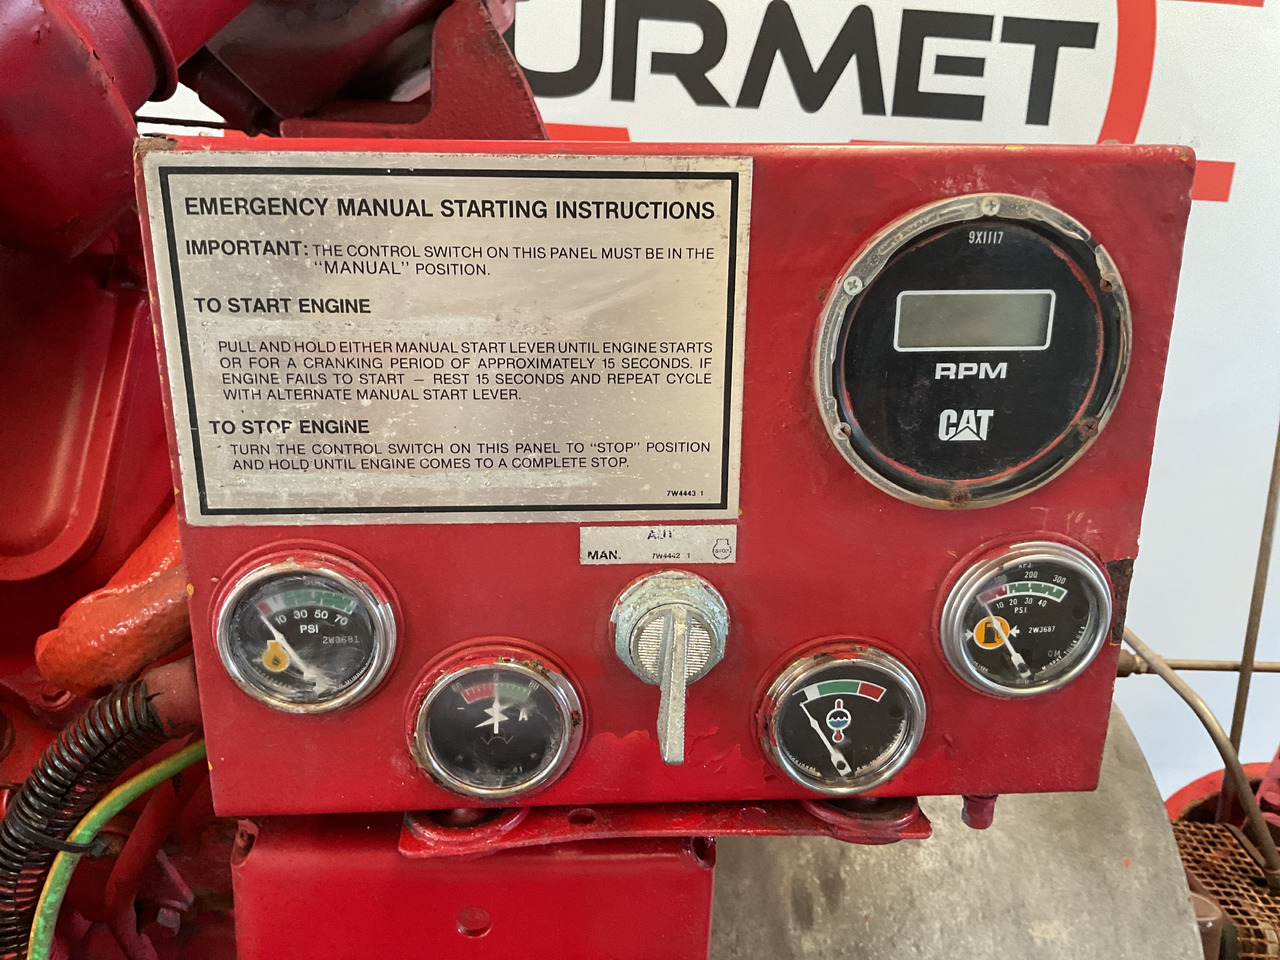 URMET
EMERGENCY MANUAL STARTING INSTRUCTIONS
IMPORTANT: THE CONTROL SWITCH ON THIS PANEL MUST BE IN THE
"MANUAL" POSITION.
TO START ENGINE
PULL AND HOLD EITHER MANUAL START LEVER UNTIL ENGINE STARTS
OR FOR A CRANKING PERIOD OF APPROXIMATELY 15 SECONDS. IF
ENGINE FAILS TO START — REST 15 SECONDS AND REPEAT CYCLE
WITH ALTERNATE MANUAL START LEVER.
TO STOP ENGINE
TURN THE CONTROL SWITCH ON THIS PANEL TO "STOP" POSITION
AND HOLD UNTIL ENGINE COMES TO A COMPLETE STOP.
7W4443 1
9X1117
RPM
CAT
MAN. 7W4442 1 STOP
10 30 50 70
PSI
2W3681
A
200 300
10 20 30 40
PSI
2W3687